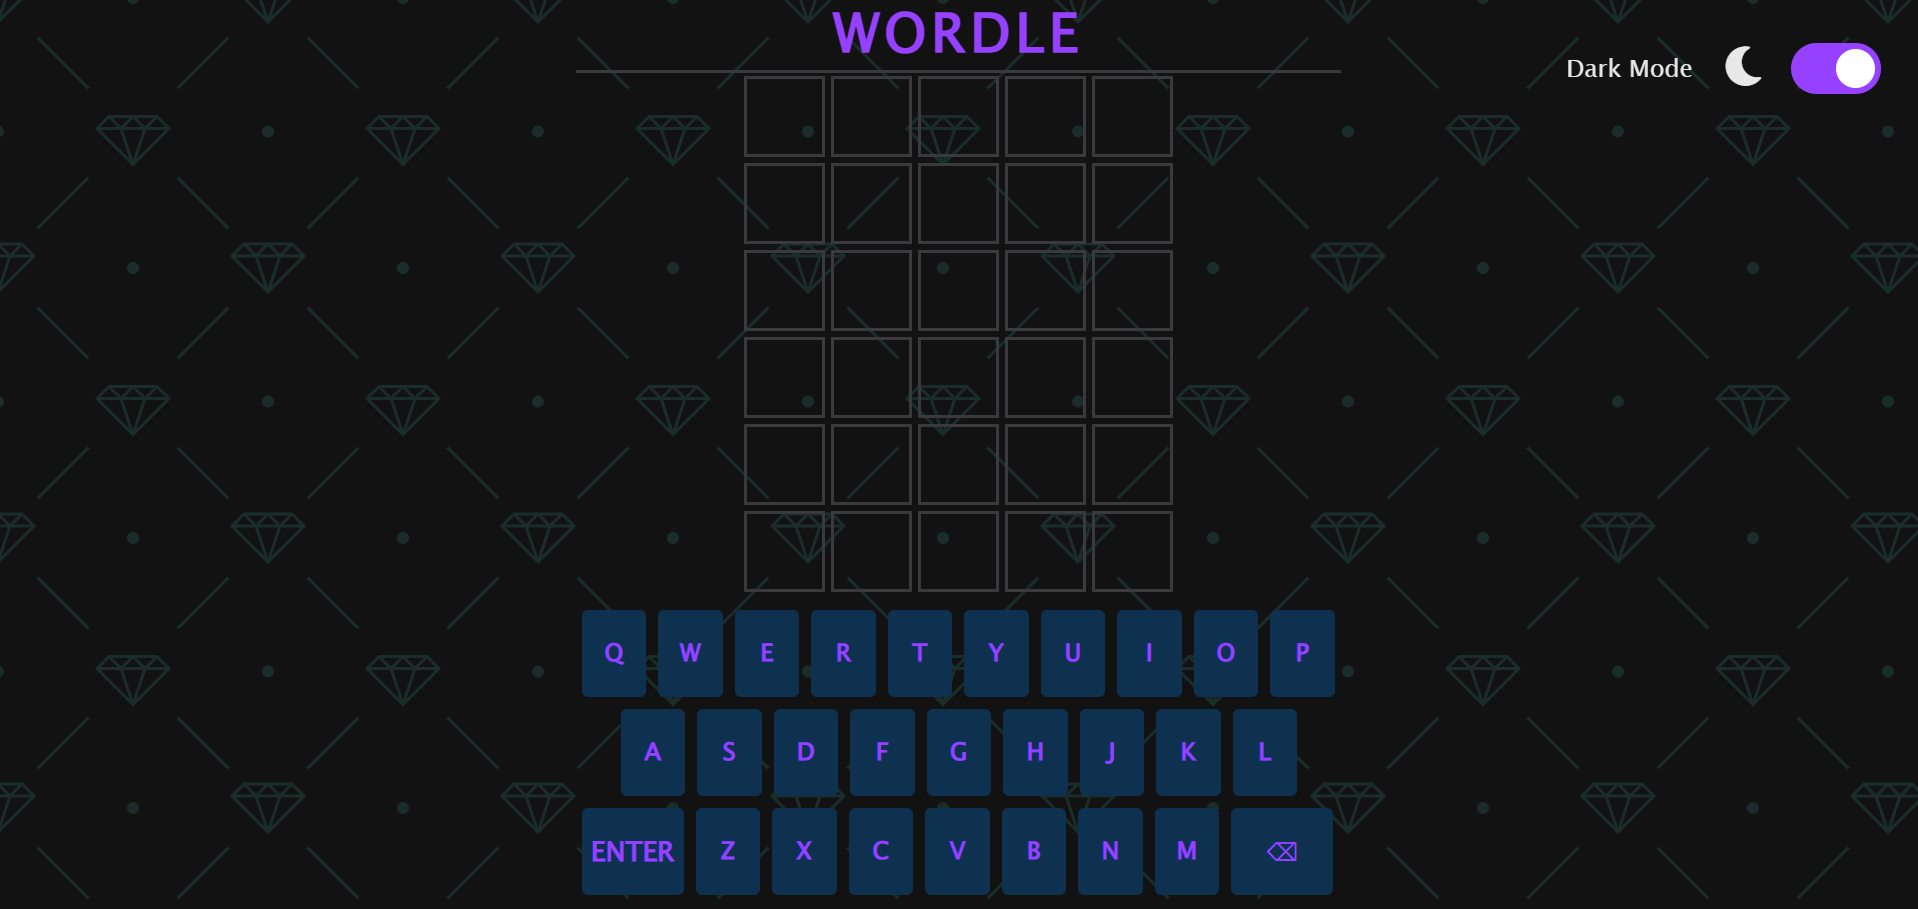 WORDLE
Dark Mode
Q W E R T Y U I O P
A S D F G H J K L
ENTER Z X C V B N M ⌫